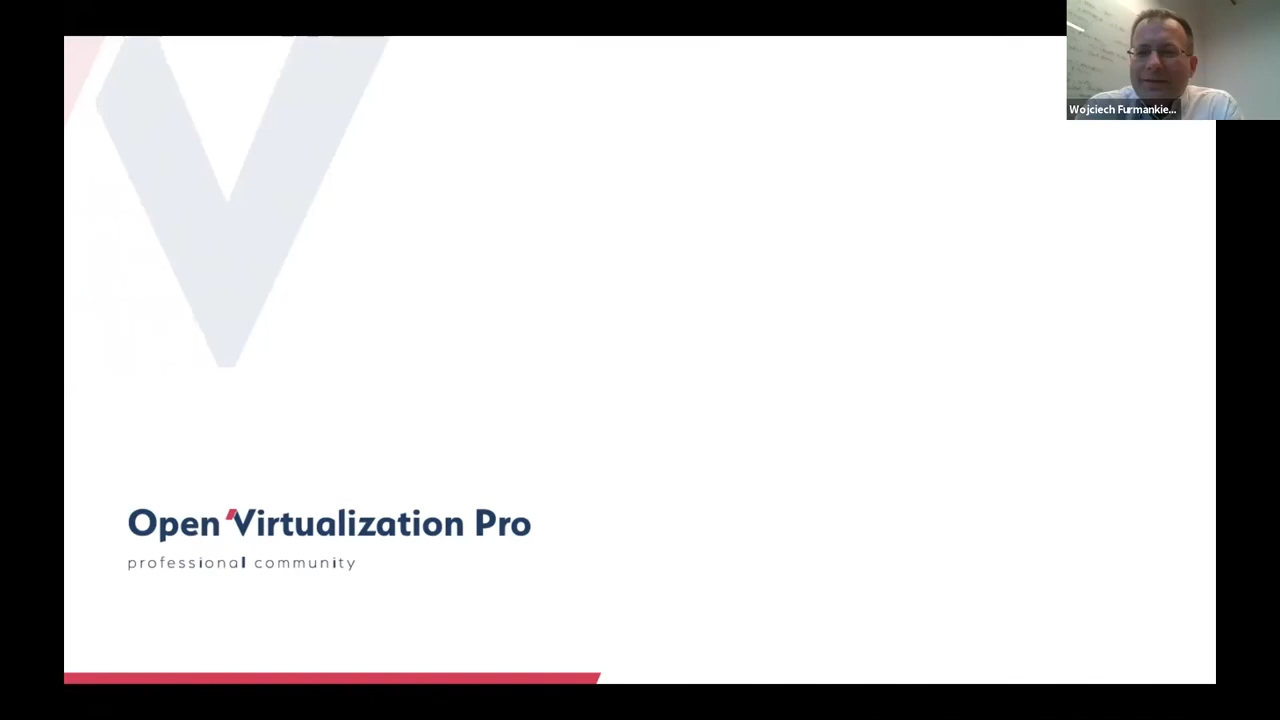 Wojciech Furmankie...
Open Virtualization Pro
professional community